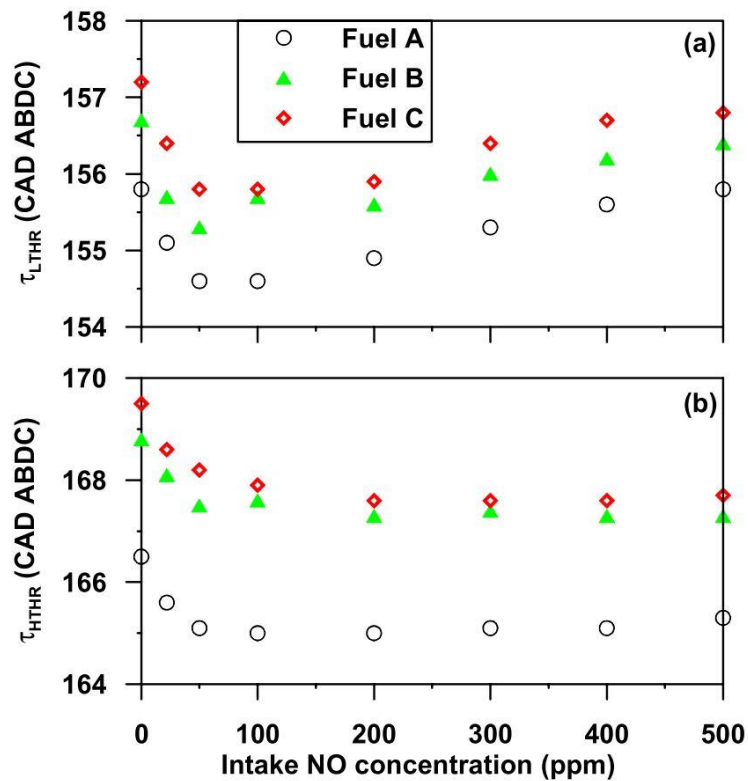 158
157
156
155
154
τLTHR (CAD ABDC)
Fuel A
Fuel B
Fuel C
(a)
170
168
166
164
τHTHR (CAD ABDC)
(b)
0 100 200 300 400 500
Intake NO concentration (ppm)